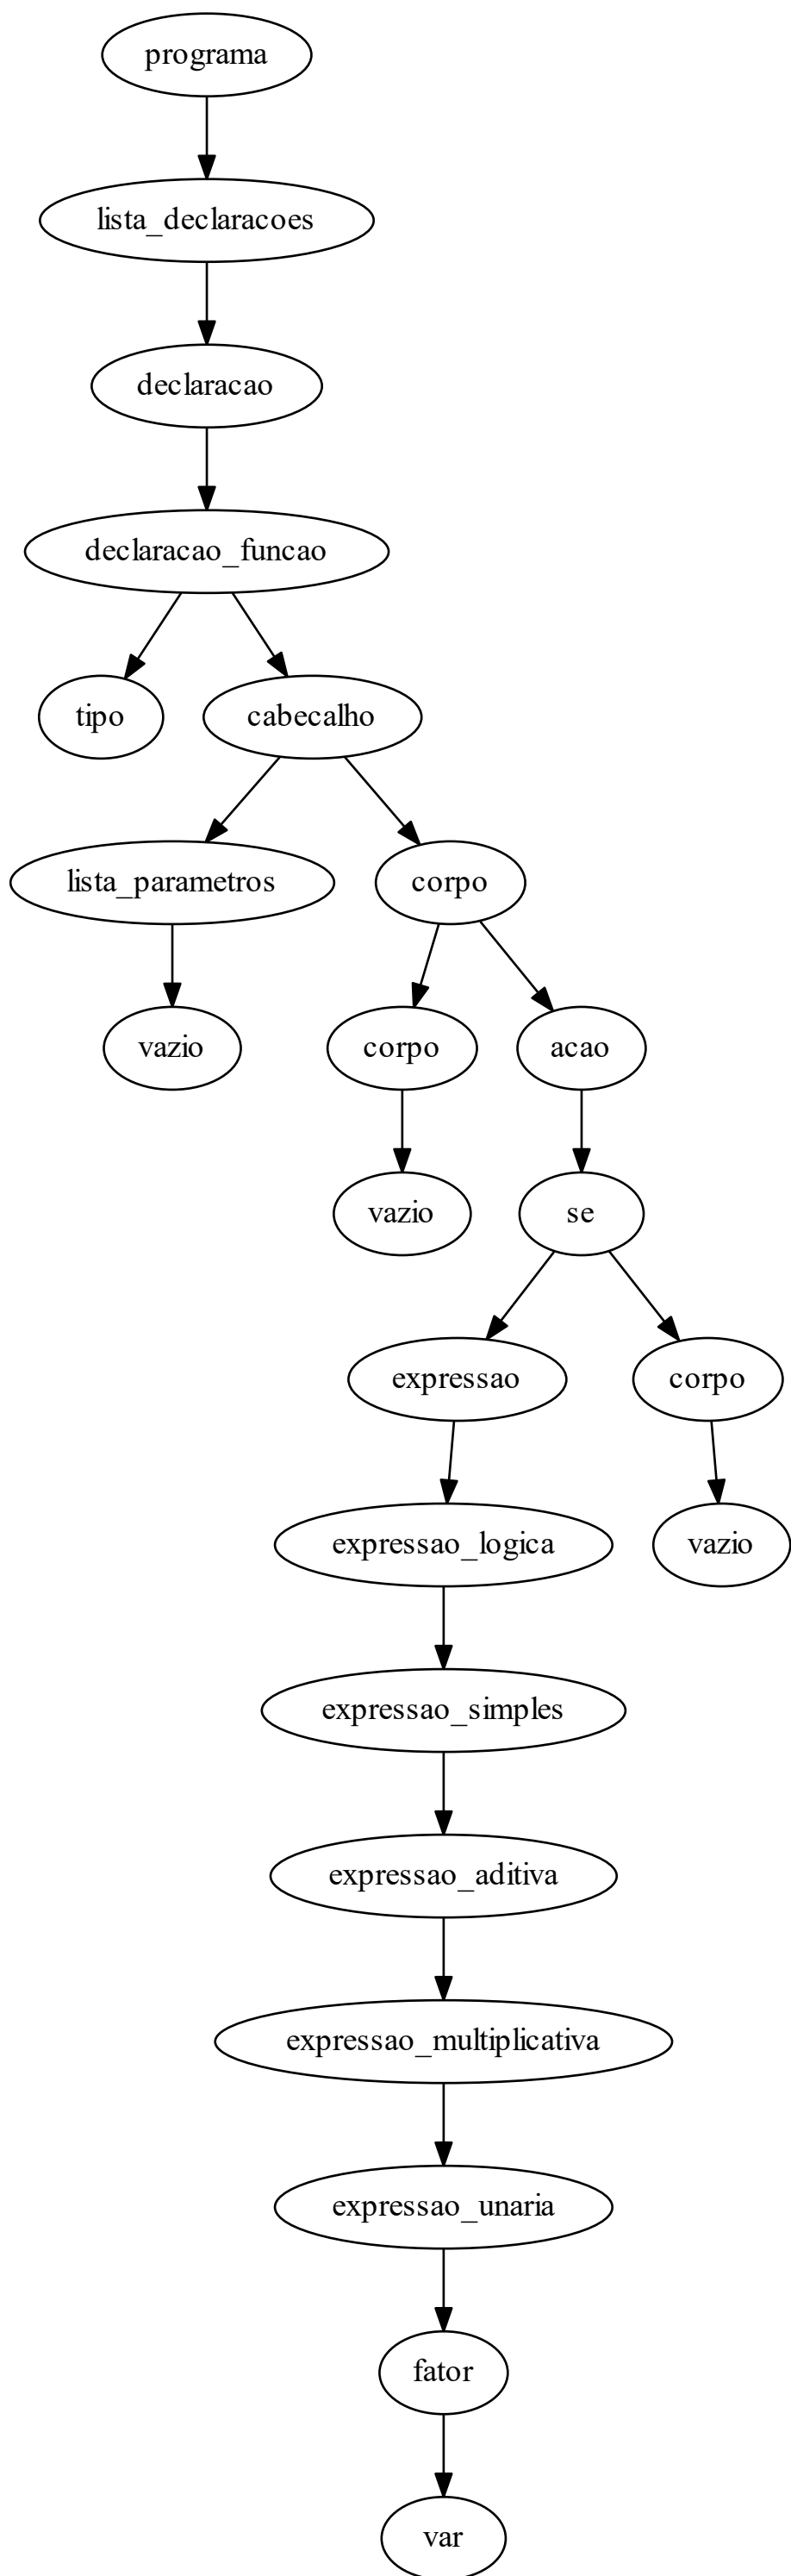 programa
lista_declaracoes
declaracao
declaracao_funcao
tipo
cabecalho
lista_parametros
corpo
vazio
corpo
acao
vazio
se
expressao
corpo
expressao_logica
vazio
expressao_simples
expressao_aditiva
expressao_multiplicativa
expressao_unaria
fator
var